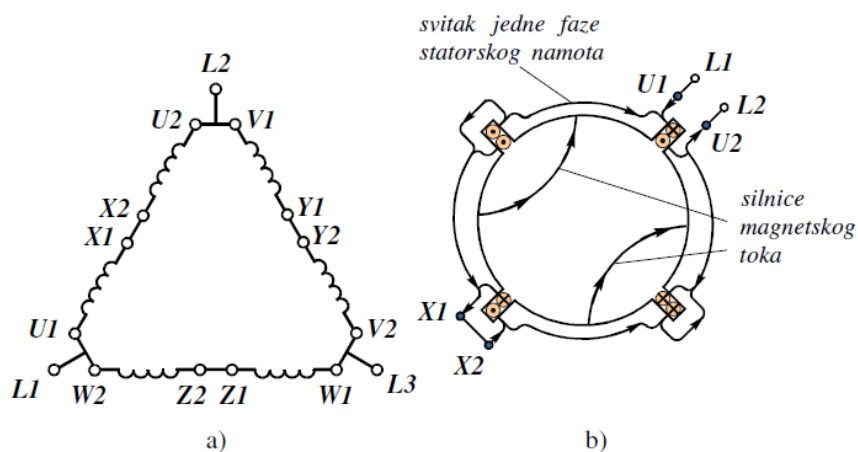 L2
U2
V1
X2
X1
Y1
Y2
U1
V2
L1
W2
Z2
Z1
W1
L3
a)
b)
svitak jedne faze
statorskog namota
L1
U1
L2
U2
silnice
magnetskog
toka
X1
X2